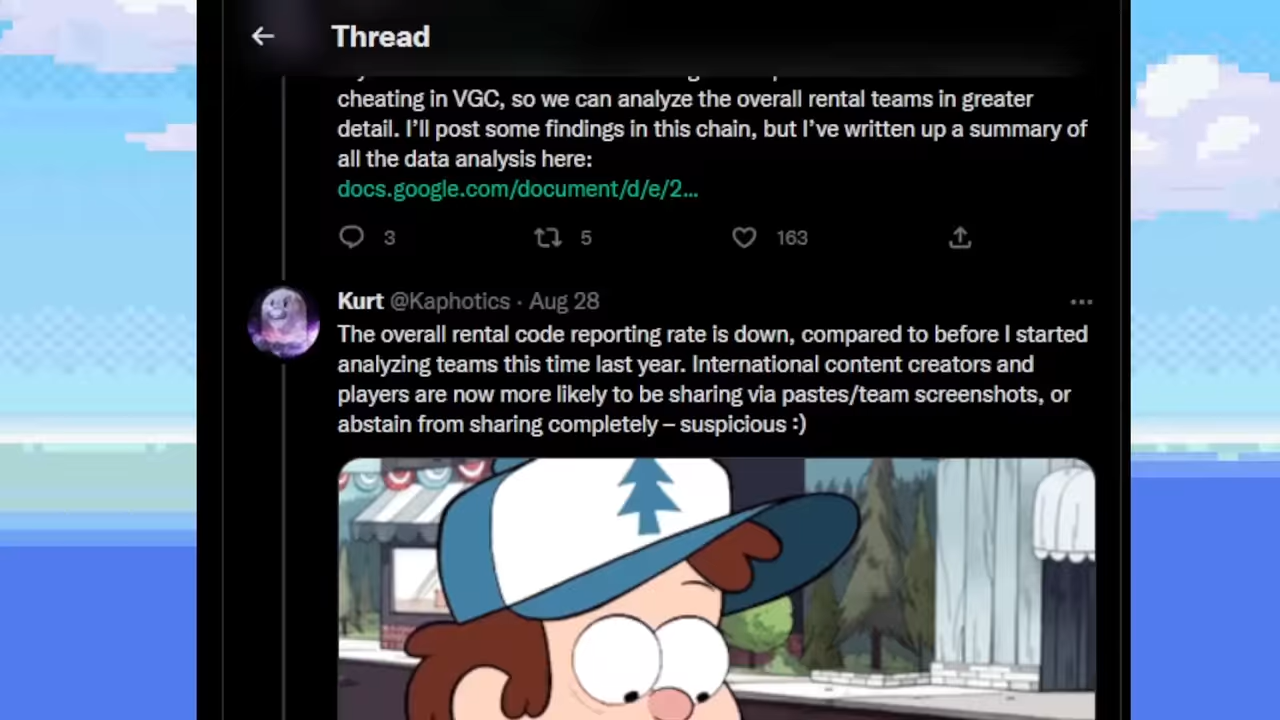 Thread
cheating in VGC, so we can analyze the overall rental teams in greater
detail. I’ll post some findings in this chain, but I’ve written up a summary of
all the data analysis here:
docs.google.com/document/d/e/2...
3 5 163
Kurt @Kaphotics · Aug 28
The overall rental code reporting rate is down, compared to before I started
analyzing teams this time last year. International content creators and
players are now more likely to be sharing via pastes/team screenshots, or
abstain from sharing completely – suspicious :)